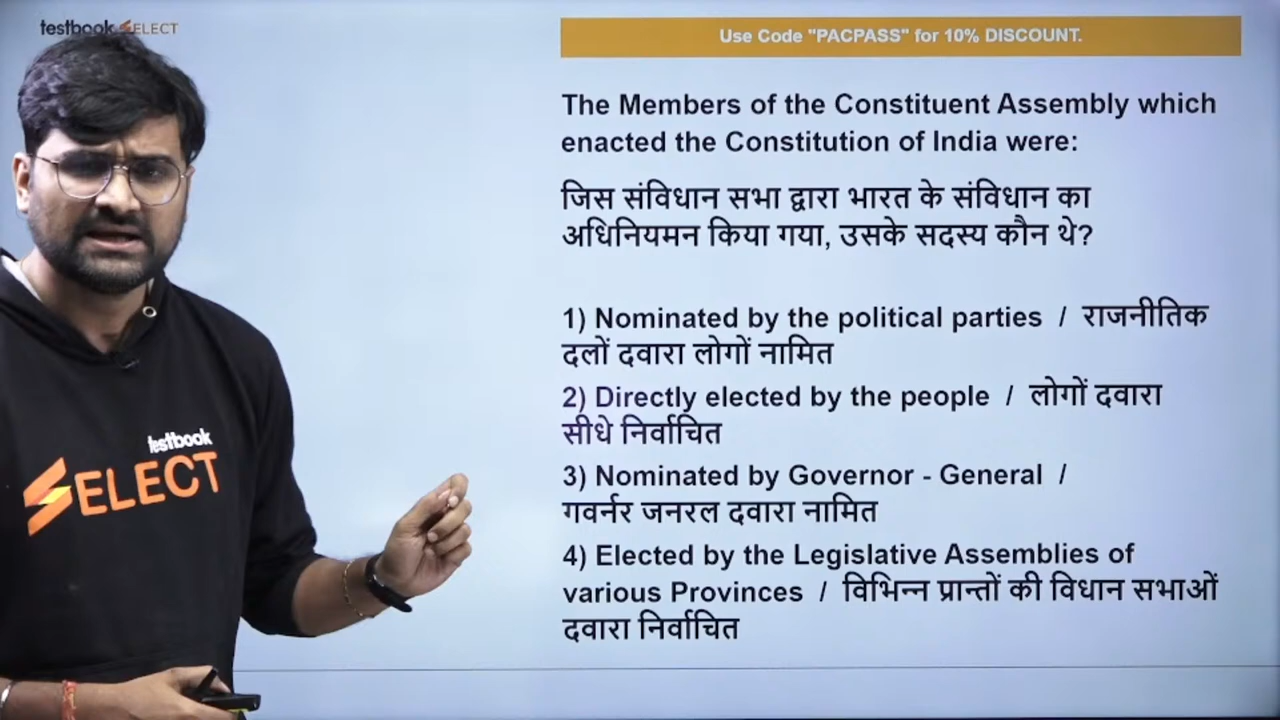 testbook SELECT
Use Code "PACPASS" for 10% DISCOUNT.
The Members of the Constituent Assembly which
enacted the Constitution of India were:
जिस संविधान सभा द्वारा भारत के संविधान का
अधिनियमन किया गया, उसके सदस्य कौन थे?
1) Nominated by the political parties / राजनीतिक
दलों दवारा लोगों नामित
2) Directly elected by the people / लोगों दवारा
सीधे निर्वाचित
3) Nominated by Governor - General /
गवर्नर जनरल दवारा नामित
4) Elected by the Legislative Assemblies of
various Provinces / विभिन्न प्रान्तों की विधान सभाओं
दवारा निर्वाचित
testbook
SELECT